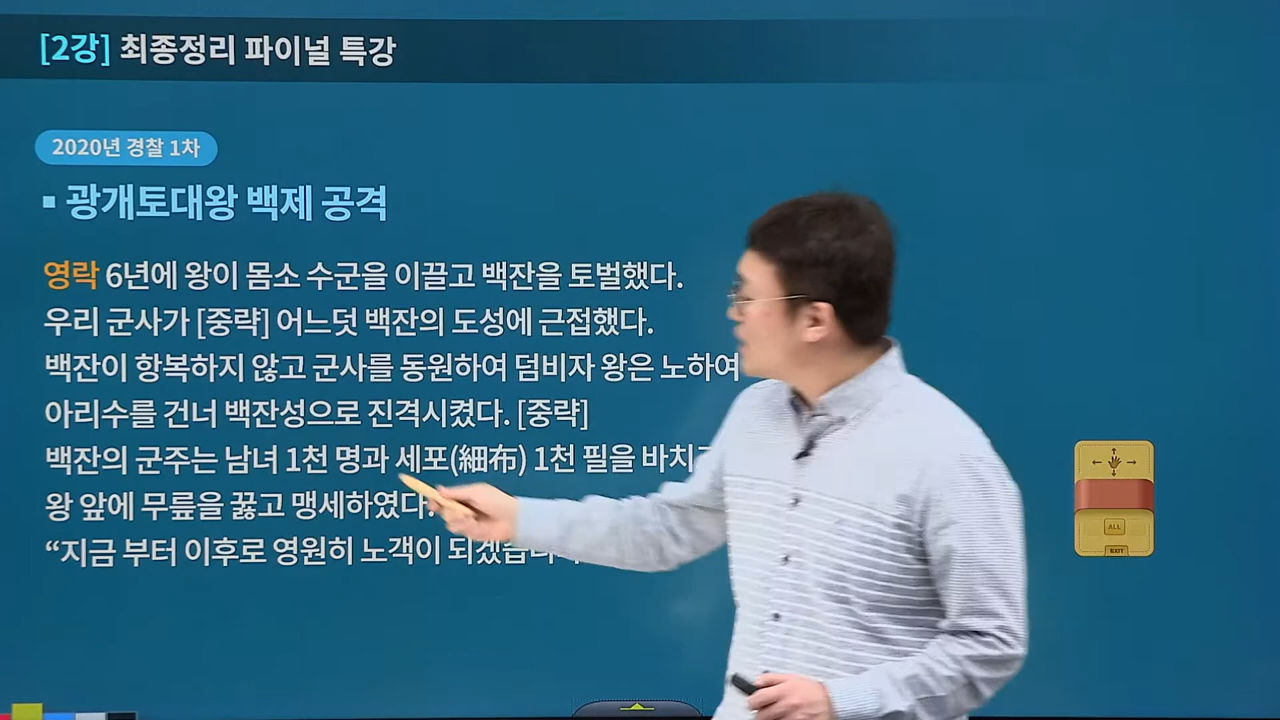 [2강] 최종정리 파이널 특강
2020년 경찰 1차
▪ 광개토대왕 백제 공격
영락 6년에 왕이 몸소 수군을 이끌고 백잔을 토벌했다.
우리 군사가 [중략] 어느덧 백잔의 도성에 근접했다.
백잔이 항복하지 않고 군사를 동원하여 덤비자 왕은 노하여
아리수를 건너 백잔성으로 진격시켰다. [중략]
백잔의 군주는 남녀 1천 명과 세포(細布) 1천 필을 바치고
왕 앞에 무릎을 꿇고 맹세하였다.
“지금 부터 이후로 영원히 노객이 되겠습니
ALL
EXIT